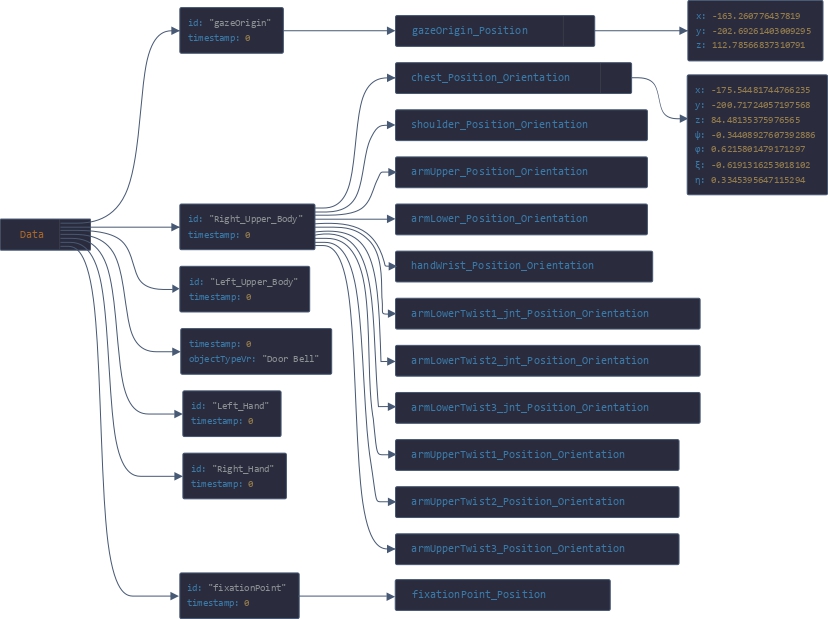 Data
id: "gazeOrigin"
timestamp: 0
gazeOrigin_Position
x: -163.260776437819
y: -202.69261403009295
z: 112.78566837310791
id: "Right_Upper_Body"
timestamp: 0
chest_Position_Orientation
x: -175.54481744766235
y: -200.71724057197568
z: 84.48135375976565
ψ: -0.34408927607392886
φ: 0.6215801479171297
ξ: -0.6191316253018102
η: 0.3345395647115294
shoulder_Position_Orientation
armUpper_Position_Orientation
armLower_Position_Orientation
handWrist_Position_Orientation
armLowerTwist1_jnt_Position_Orientation
armLowerTwist2_jnt_Position_Orientation
armLowerTwist3_jnt_Position_Orientation
armUpperTwist1_Position_Orientation
armUpperTwist2_Position_Orientation
armUpperTwist3_Position_Orientation
id: "Left_Upper_Body"
timestamp: 0
timestamp: 0
objectTypeVr: "Door Bell"
id: "Left_Hand"
timestamp: 0
id: "Right_Hand"
timestamp: 0
id: "fixationPoint"
timestamp: 0
fixationPoint_Position